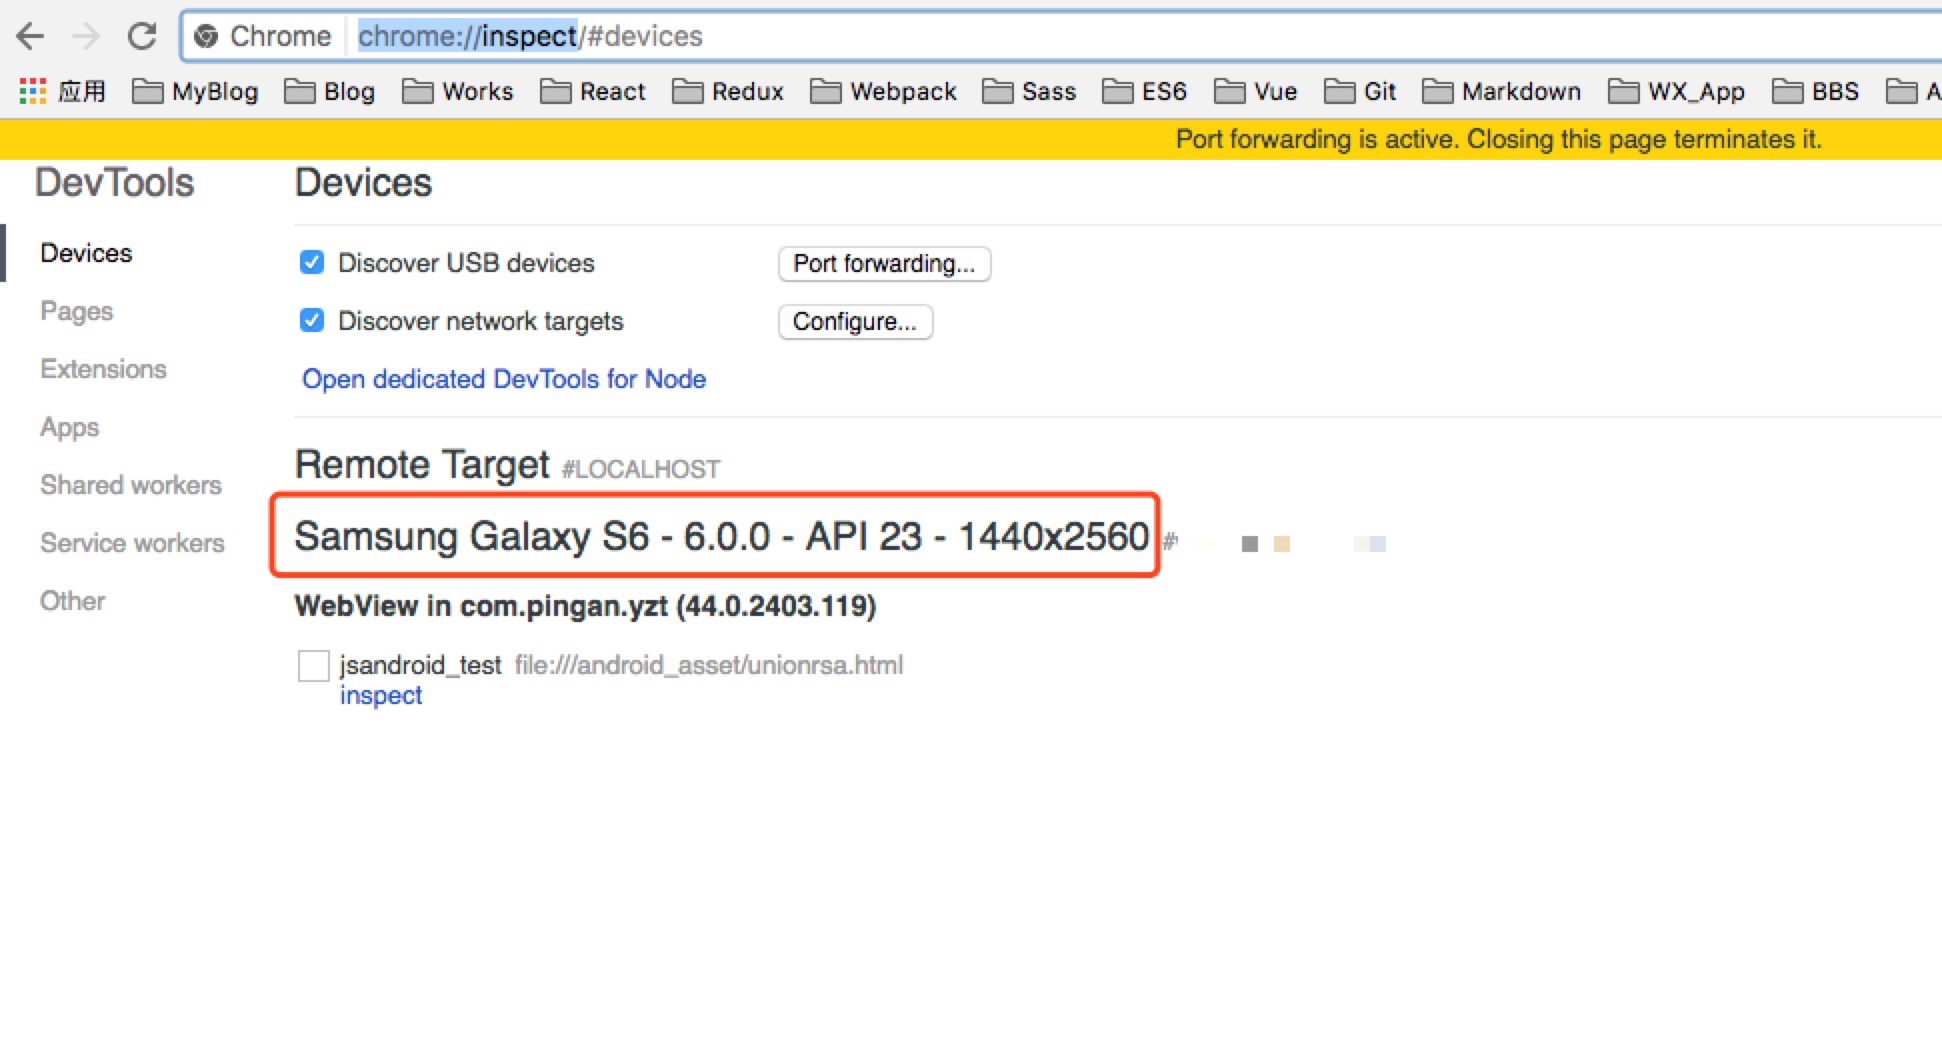 Chrome chrome://inspect/#devices
应用 MyBlog Blog Works React Redux Webpack Sass ES6 Vue Git Markdown WX_App BBS A
Port forwarding is active. Closing this page terminates it.
DevTools
Devices
Pages
Extensions
Apps
Shared workers
Service workers
Other
Devices
Discover USB devices Port forwarding...
Discover network targets Configure...
Open dedicated DevTools for Node
Remote Target #LOCALHOST
Samsung Galaxy S6 - 6.0.0 - API 23 - 1440x2560 #
WebView in com.pingan.yzt (44.0.2403.119)
jsandroid_test file:///android_asset/unionrsa.html
inspect